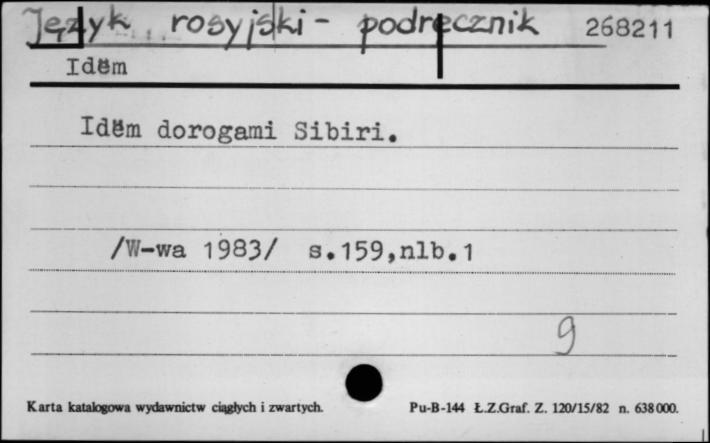 Język rosyjski - podręcznik 268211
Idëm
Idëm dorogami Sibiri.
/W-wa 1983/ s.159,nlb.1
9
Karta katalogowa wydawnictw ciągłych i zwartych. Pu-B-144 Ł.Z.Graf. Z. 120/15/82 n. 638000.